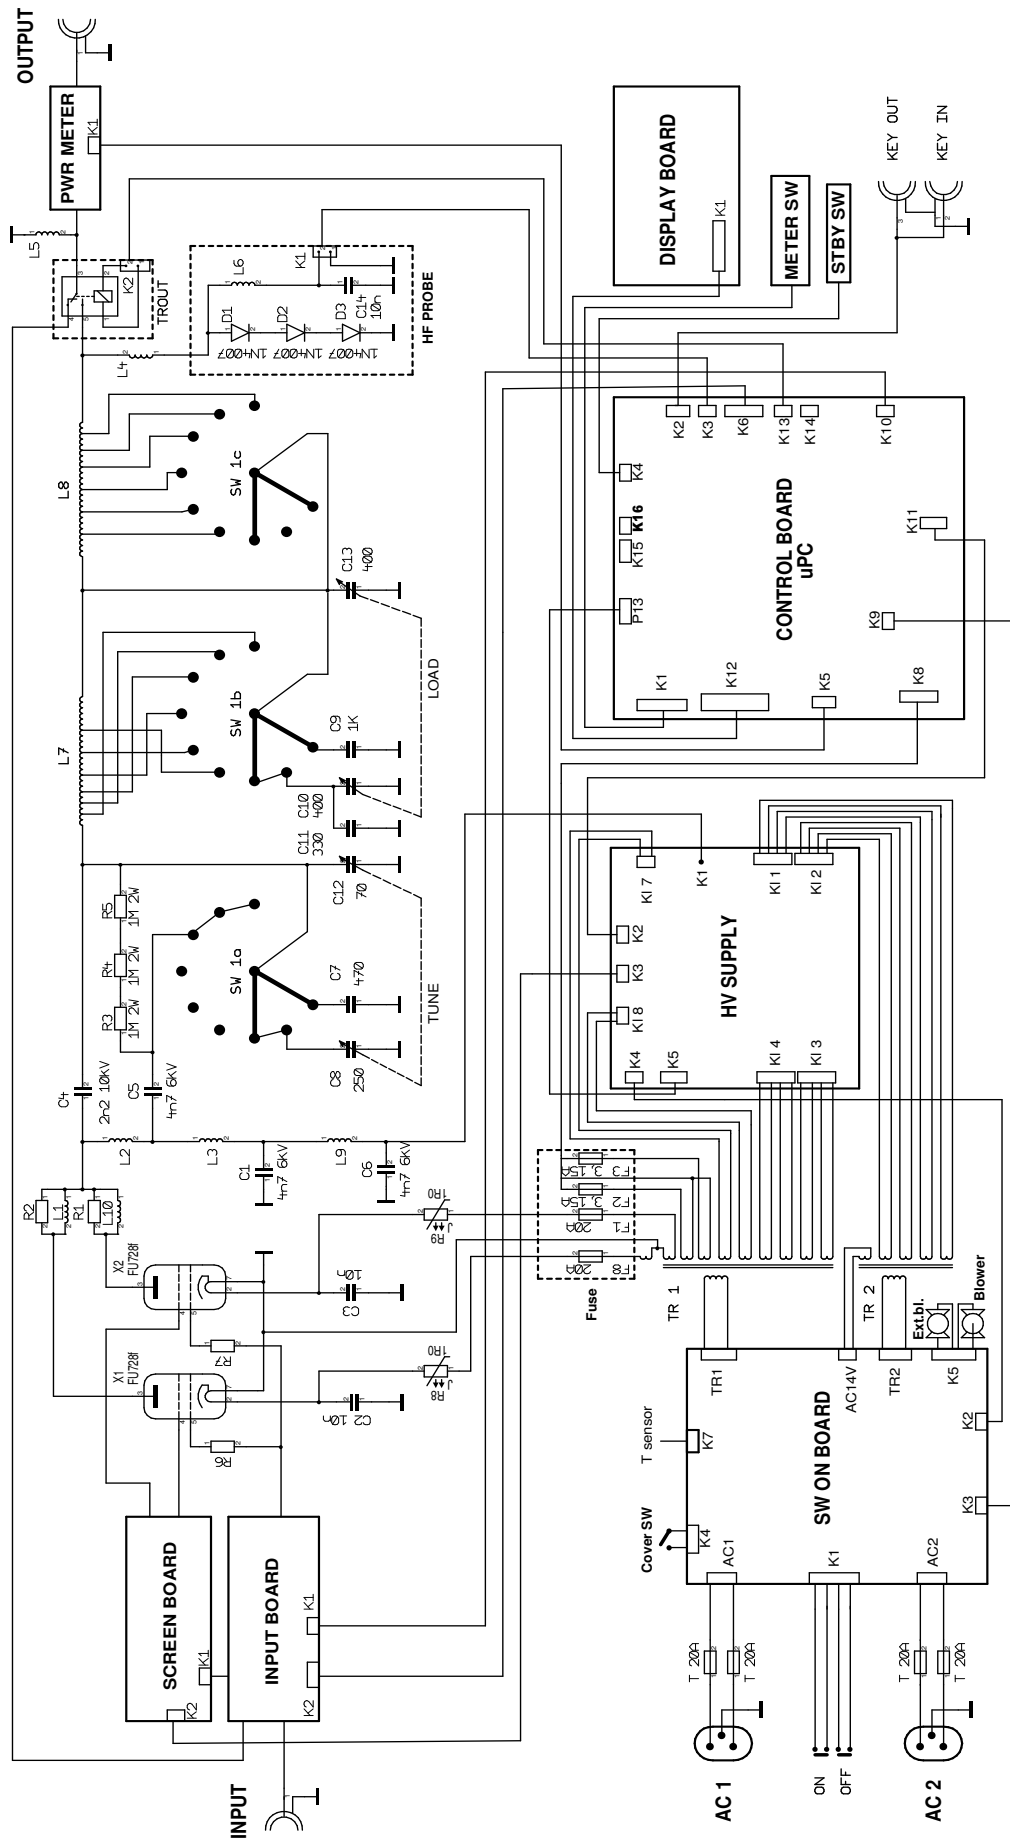 OUTPUT
1
PWR METER
K1
L5
TROUT
K2
L4
HF PROBE
K1
L6
C14
10n
D1
1N4007
D2
1N4007
D3
1N4007
L8
SW 1c
C13
400
L7
SW 1b
C9
1K
C10
400
C11
330
LOAD
C12
70
SW 1a
C7
470
C8
250
TUNE
R5
1M 2W
R4
1M 2W
R3
1M 2W
C4
2n2 10KV
C5
4n7 6KV
L2
L3
L9
C1
4n7 6KV
C6
4n7 6KV
R2
L1
R1
L10
X2
FU728f
X1
FU728f
R7
R6
C3
10n
C2 10n
R9
1R0
R8
1R0
SCREEN BOARD
K1
K2
INPUT BOARD
K1
K2
INPUT
DISPLAY BOARD
K1
METER SW
STBY SW
KEY OUT
KEY IN
CONTROL BOARD
uPC
K2
K3
K6
K13
K14
K10
K4
K16
K15
P13
K11
K9
K1
K12
K5
K8
HV SUPPLY
Kl 7
K1
Kl 1
Kl 2
K2
K3
Kl 8
K4
K5
Kl 4
Kl 3
Fuse
F3 3,15A
F2 3,15A
F1 20A
F8 20A
TR 1
TR 2
Ext.bl.
Blower
SW ON BOARD
TR1
AC14V
TR2
K5
K2
K3
K7
T sensor
K4
Cover SW
AC1
K1
AC2
T 20A
T 20A
T 20A
T 20A
AC 1
ON
OFF
AC 2